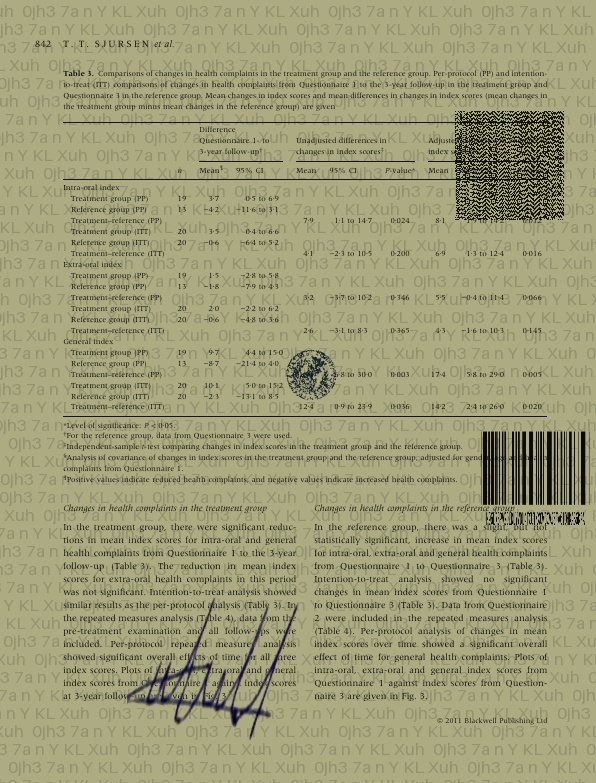 842 T. T. SJURSEN et al.
Table 3. Comparisons of changes in health complaints in the treatment group and the reference group. Per-protocol (PP) and intention-
to-treat (ITT) comparisons of changes in health complaints from Questionnaire 1 to the 3-year follow-up in the treatment group and
Questionnaire 3 in the reference group. Mean changes in index scores and mean differences in changes in index scores (mean changes in
the treatment group minus mean changes in the reference group) are given
Difference
Questionnaire 1- to Unadjusted differences in
3-year follow-up† changes in index scores‡ index
n Mean§ 95% CI Mean 95% CI P-value* Mean
Intra-oral index
Treatment group (PP) 19 3·7 0·5 to 6·9
Reference group (PP) 13 −4·2 −11·6 to 3·1
Treatment–reference (PP) 7·9 1·1 to 14·7 0·024 8·1
Treatment group (ITT) 20 3·5 0·4 to 6·6
Reference group (ITT) 20 −0·6 −6·4 to 5·2
Treatment–reference (ITT) 4·1 −2·3 to 10·5 0·200 6·9 1·3 to 12·4 0·016
Extra-oral index
Treatment group (PP) 19 1·5 −2·8 to 5·8
Reference group (PP) 13 −1·8 −7·9 to 4·3
Treatment–reference (PP) 3·2 −3·7 to 10·2 0·346 5·5 −0·4 to 11·4 0·066
Treatment group (ITT) 20 2·0 −2·2 to 6·2
Reference group (ITT) 20 −0·6 −4·8 to 3·6
Treatment–reference (ITT) 2·6 −3·1 to 8·3 0·365 4·3 −1·6 to 10·3 0·145
General index
Treatment group (PP) 19 9·7 4·4 to 15·0
Reference group (PP) 13 −8·7 −21·4 to 4·0
Treatment–reference (PP) to 30·0 0·003 17·4 5·8 to 29·0 0·005
Treatment group (ITT) 20 10·1 5·0 to 15·2
Reference group (ITT) 20 −2·3 −13·1 to 8·5
Treatment–reference (ITT) 12·4 0·9 to 23·9 0·036 14·2 2·4 to 26·0 0·020
*Level of significance: P < 0·05.
†For the reference group, data from Questionnaire 3 were used.
‡Independent-sample t-test comparing changes in index scores in the treatment group and the reference group.
¶Analysis of covariance of changes in index scores in the treatment group and the reference group, adjusted for gender,
complaints from Questionnaire 1.
§Positive values indicate reduced health complaints, and negative values indicate increased health complaints.
Changes in health complaints in the treatment group
In the treatment group, there were significant reduc-
tions in mean index scores for intra-oral and general
health complaints from Questionnaire 1 to the 3-year
follow-up (Table 3). The reduction in mean index
scores for extra-oral health complaints in this period
was not significant. Intention-to-treat analysis showed
similar results as the per-protocol analysis (Table 3). In
the repeated measures analysis (Table 4), data from the
pre-treatment examination and all follow-ups were
included. Per-protocol repeated measures analysis
showed significant overall effects of time for all three
index scores. Plots of intra-oral, extra-oral and general
index scores from Questionnaire 1 against index scores
at 3-year follow-up are given in Fig. 3.
Changes in health complaints in the reference group
In the reference group, there was a slight, but not
statistically significant, increase in mean index scores
for intra-oral, extra-oral and general health complaints
from Questionnaire 1 to Questionnaire 3 (Table 3).
Intention-to-treat analysis showed no significant
changes in mean index scores from Questionnaire 1
to Questionnaire 3 (Table 3). Data from Questionnaire
2 were included in the repeated measures analysis
(Table 4). Per-protocol analysis of changes in mean
index scores over time showed a significant overall
effect of time for general health complaints. Plots of
intra-oral, extra-oral and general index scores from
Questionnaire 1 against index scores from Question-
naire 3 are given in Fig. 3.
© 2011 Blackwell Publishing Ltd